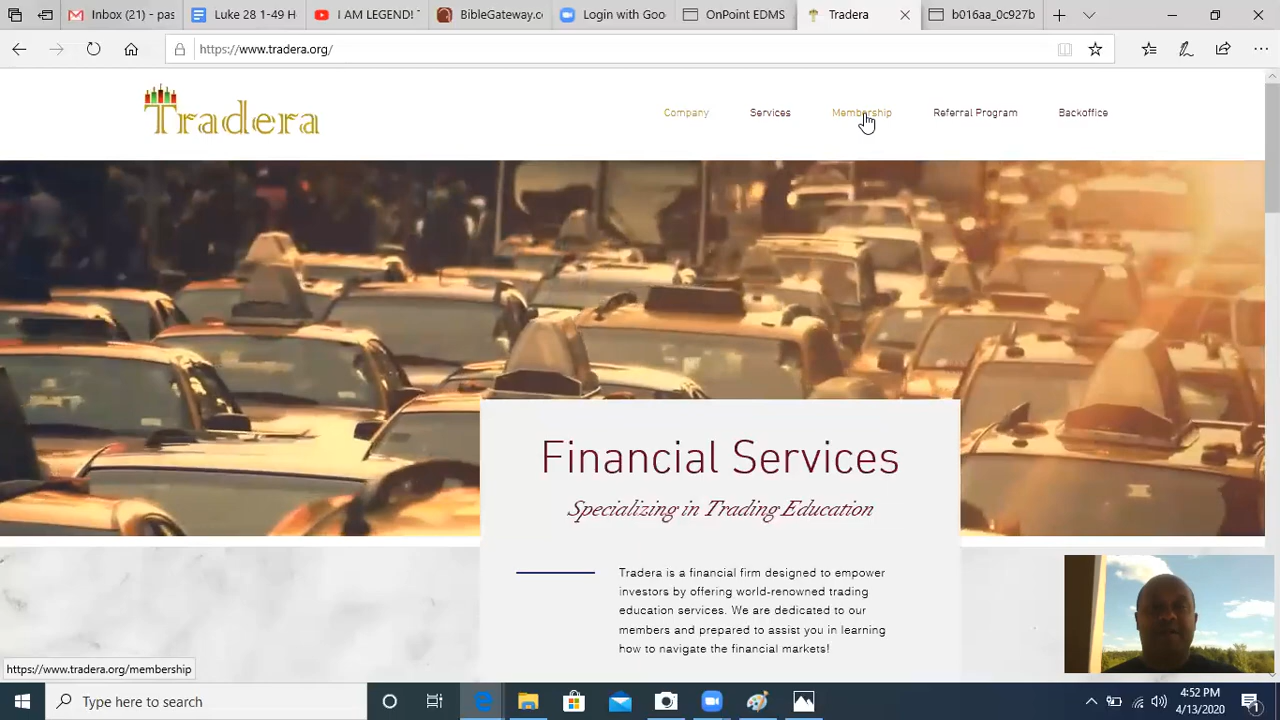 Inbox (21) - pas
Luke 28 1-49 H
I AM LEGEND! T
BibleGateway.co
Login with Goo
OnPoint EDMS
Tradera
b016aa_0c927b
https://www.tradera.org/
Tradera
Company
Services
Membership
Referral Program
Backoffice
Financial Services
Specializing in Trading Education
Tradera is a financial firm designed to empower
investors by offering world-renowned trading
education services. We are dedicated to our
members and prepared to assist you in learning
how to navigate the financial markets!
https://www.tradera.org/membership
Type here to search
4:52 PM
4/13/2020